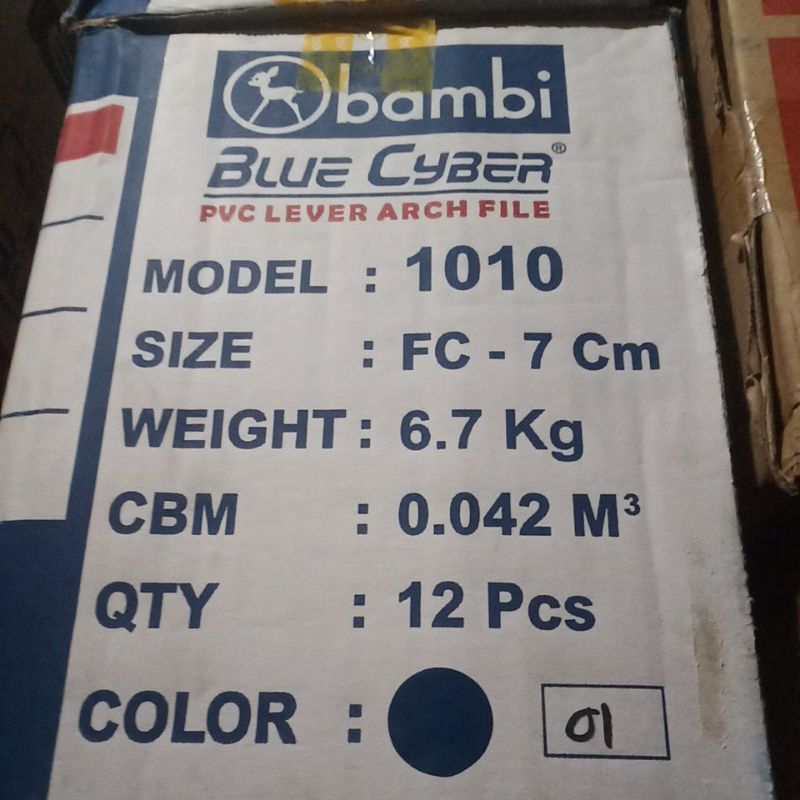 bambi
BLUE CYBER®
PVC LEVER ARCH FILE
MODEL : 1010
SIZE : FC - 7 Cm
WEIGHT : 6.7 Kg
CBM : 0.042 M³
QTY : 12 Pcs
COLOR : 01